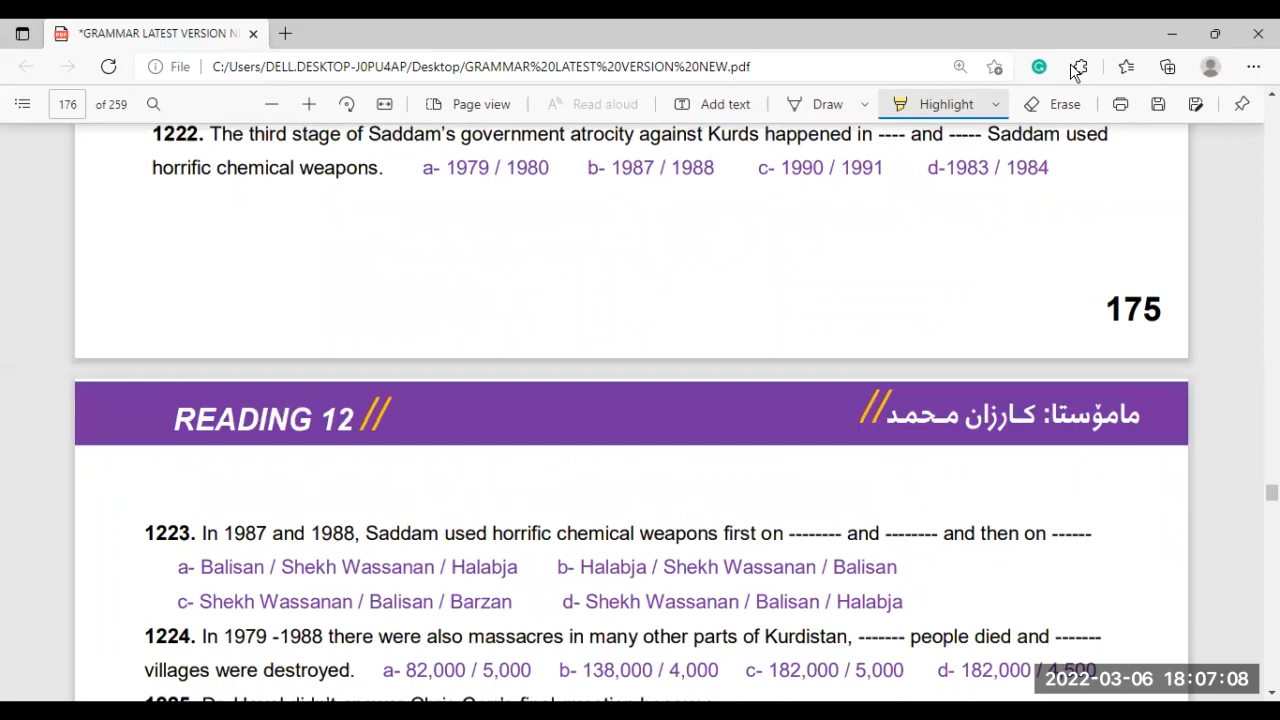 *GRAMMAR LATEST VERSION N
File
C:/Users/DELL.DESKTOP-J0PU4AP/Desktop/GRAMMAR%20LATEST%20VERSION%20NEW.pdf
176 of 259
Page view
Read aloud
Add text
Draw
Highlight
Erase
1222. The third stage of Saddam's government atrocity against Kurds happened in ---- and ----- Saddam used
horrific chemical weapons. a- 1979 / 1980 b- 1987 / 1988 c- 1990 / 1991 d-1983 / 1984
175
READING 12 //
//مامۆستا: کارزان محمد
1223. In 1987 and 1988, Saddam used horrific chemical weapons first on -------- and -------- and then on ------
a- Balisan / Shekh Wassanan / Halabja b- Halabja / Shekh Wassanan / Balisan
c- Shekh Wassanan / Balisan / Barzan d- Shekh Wassanan / Balisan / Halabja
1224. In 1979 -1988 there were also massacres in many other parts of Kurdistan, ------- people died and -------
villages were destroyed. a- 82,000 / 5,000 b- 138,000 / 4,000 c- 182,000 / 5,000 d- 182,000 / 4,500
2022-03-06 18:07:08